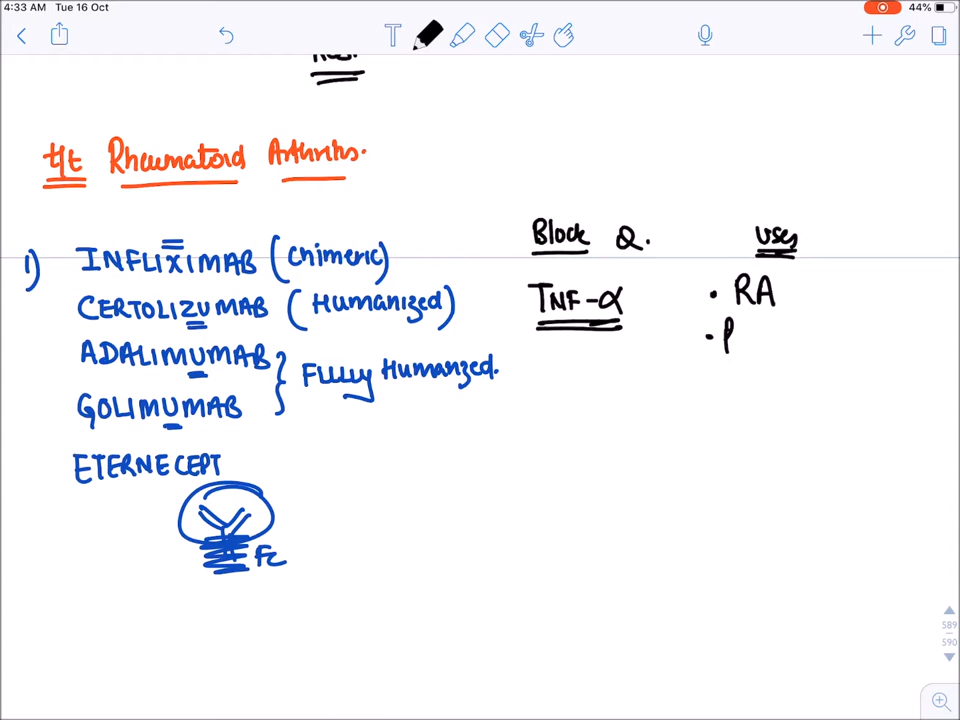 4:33 AM Tue 16 Oct
44%
T
t/t Rheumatoid Arthritis.
Block Q.
Uses
1) INFLIXIMAB (Chimeric)
TNF-α
• RA
CERTOLIZUMAB (Humanized)
• P
ADALIMUMAB
Fully Humanized.
GOLIMUMAB
ETERNECEPT
Fc
589
590